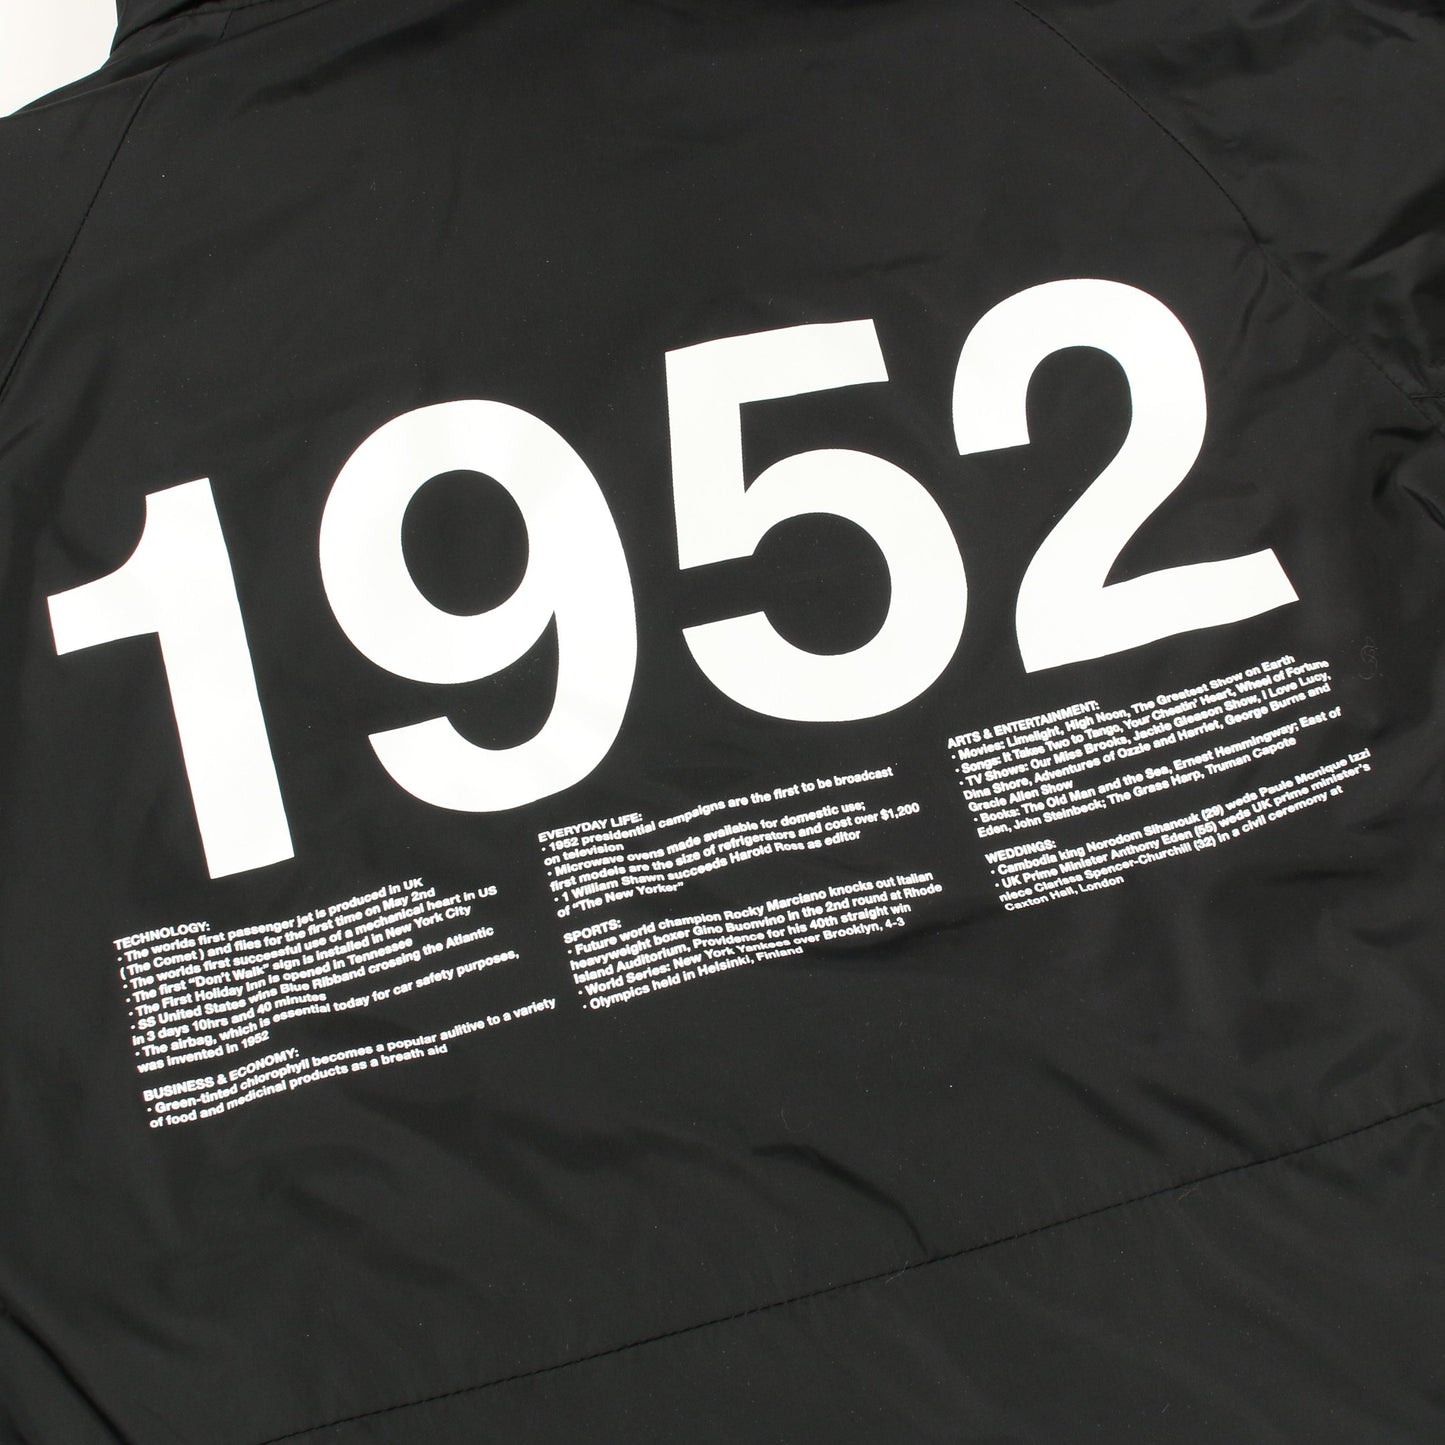 1952
TECHNOLOGY:
· The worlds first passenger jet is produced in UK
( The Comet ) and flies for the first time on May 2nd
· The worlds first successful use of a mechanical heart in US
· The first "Don't Walk" sign is installed in New York City
· The First Holiday Inn is opened in Tennessee
· SS United States wins Blue Ribband crossing the Atlantic
in 3 days 10hrs and 40 minutes
· The airbag, which is essential today for car safety purposes,
was invented in 1952
BUSINESS & ECONOMY:
· Green-tinted chlorophyll becomes a popular aulitive to a variety
of food and medicinal products as a breath aid
EVERYDAY LIFE:
· 1952 presidential campaigns are the first to be broadcast
on television
· Microwave ovens made available for domestic use;
first models are the size of refrigerators and cost over $1,200
· 1 William Shawn succeeds Harold Ross as editor
of "The New Yorker"
SPORTS:
· Future world champion Rocky Marciano knocks out Italian
heavyweight boxer Gino Buonvino in the 2nd round at Rhode
Island Auditorium, Providence for his 40th straight win
· World Series: New York Yankees over Brooklyn, 4-3
· Olympics held in Helsinki, Finland
ARTS & ENTERTAINMENT:
· Movies: Limelight, High Noon, The Greatest Show on Earth
· Songs: It Takes Two to Tango, Your Cheatin' Heart, Wheel of Fortune
· TV Shows: Our Miss Brooks, Jackie Gleason Show, I Love Lucy,
Dina Shore, Adventures of Ozzie and Harriet, George Burns and
Gracie Allen Show
· Books: The Old Man and the Sea, Ernest Hemmingway; East of
Eden, John Steinbeck; The Grass Harp, Truman Capote
WEDDINGS:
· Cambodia king Norodom Sihanouk (29) weds Paule Monique Izzi
· UK Prime Minister Anthony Eden (55) weds UK prime minister's
niece Clarissa Spencer-Churchill (32) in a civil ceremony at
Caxton Hall, London